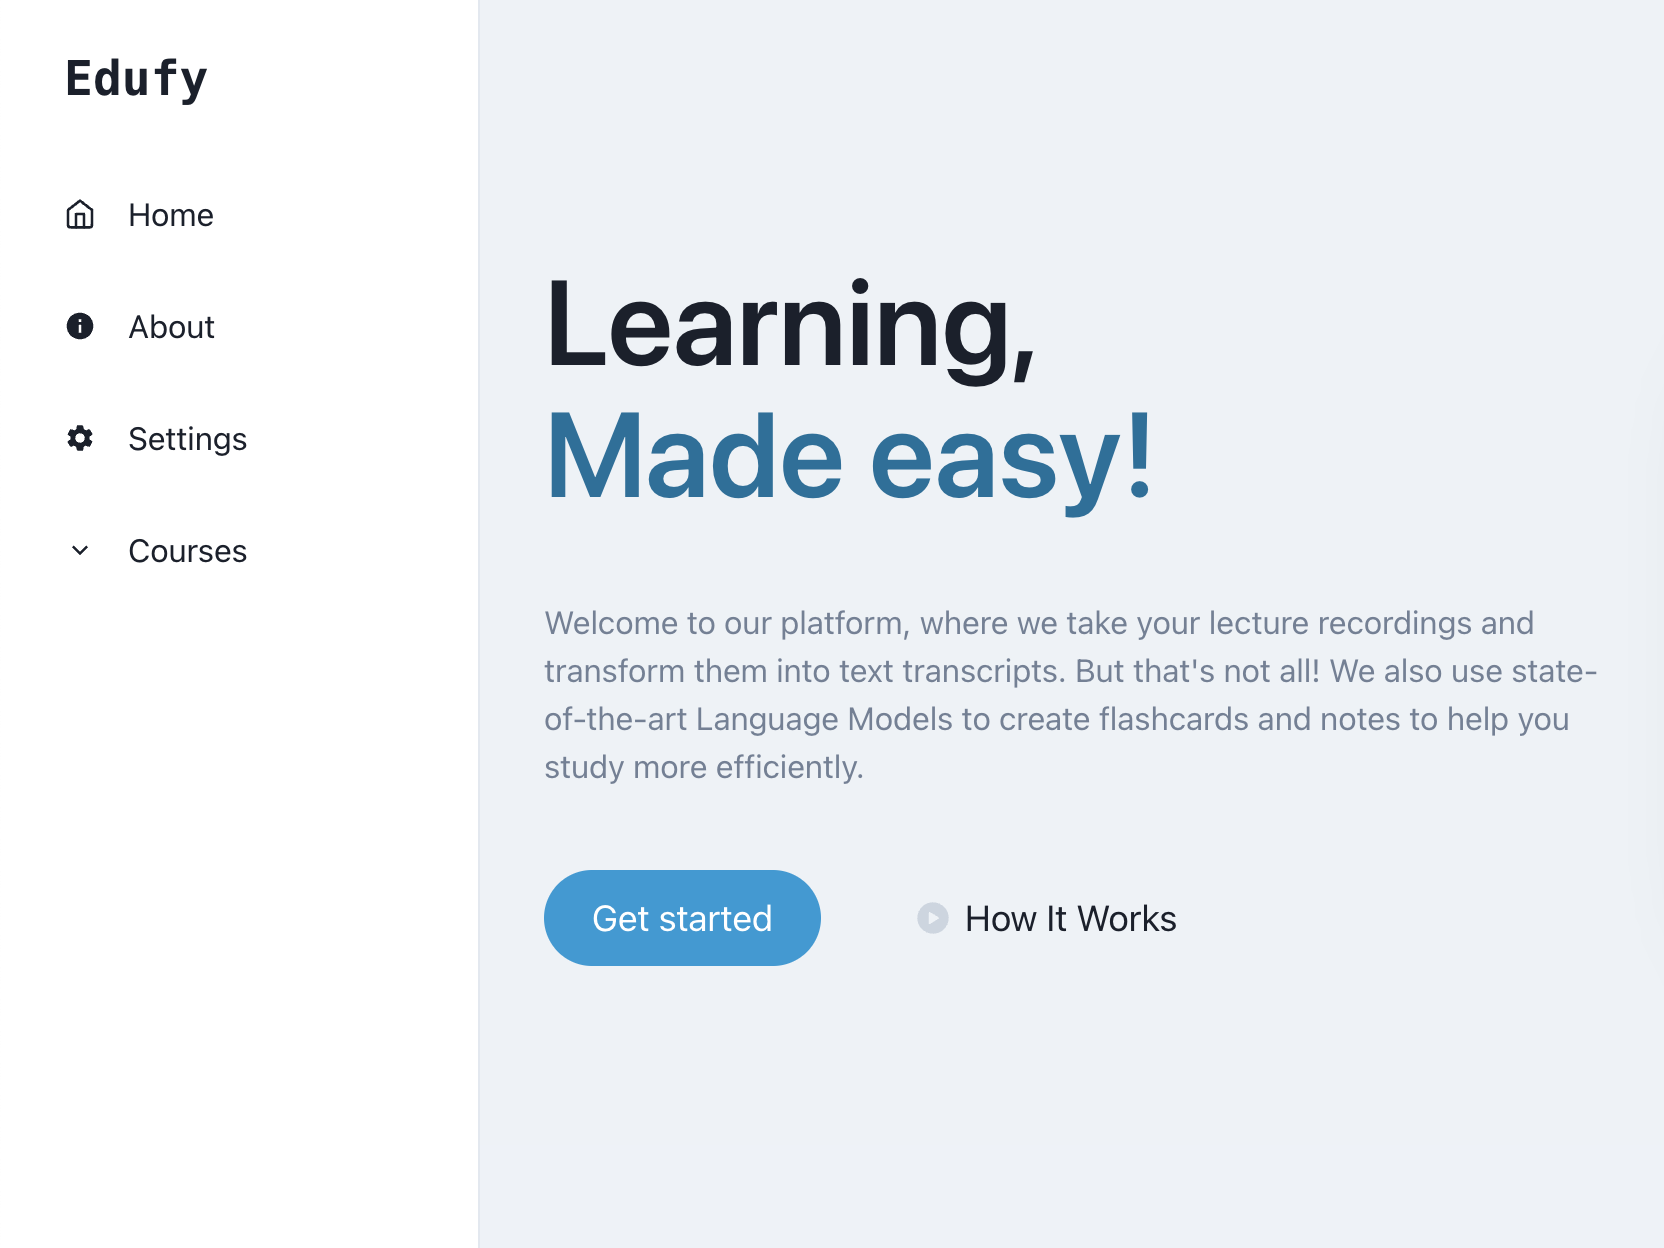 Edufy
Home
About
Settings
Courses
Learning,
Made easy!
Welcome to our platform, where we take your lecture recordings and
transform them into text transcripts. But that's not all! We also use state-
of-the-art Language Models to create flashcards and notes to help you
study more efficiently.
Get started
How It Works